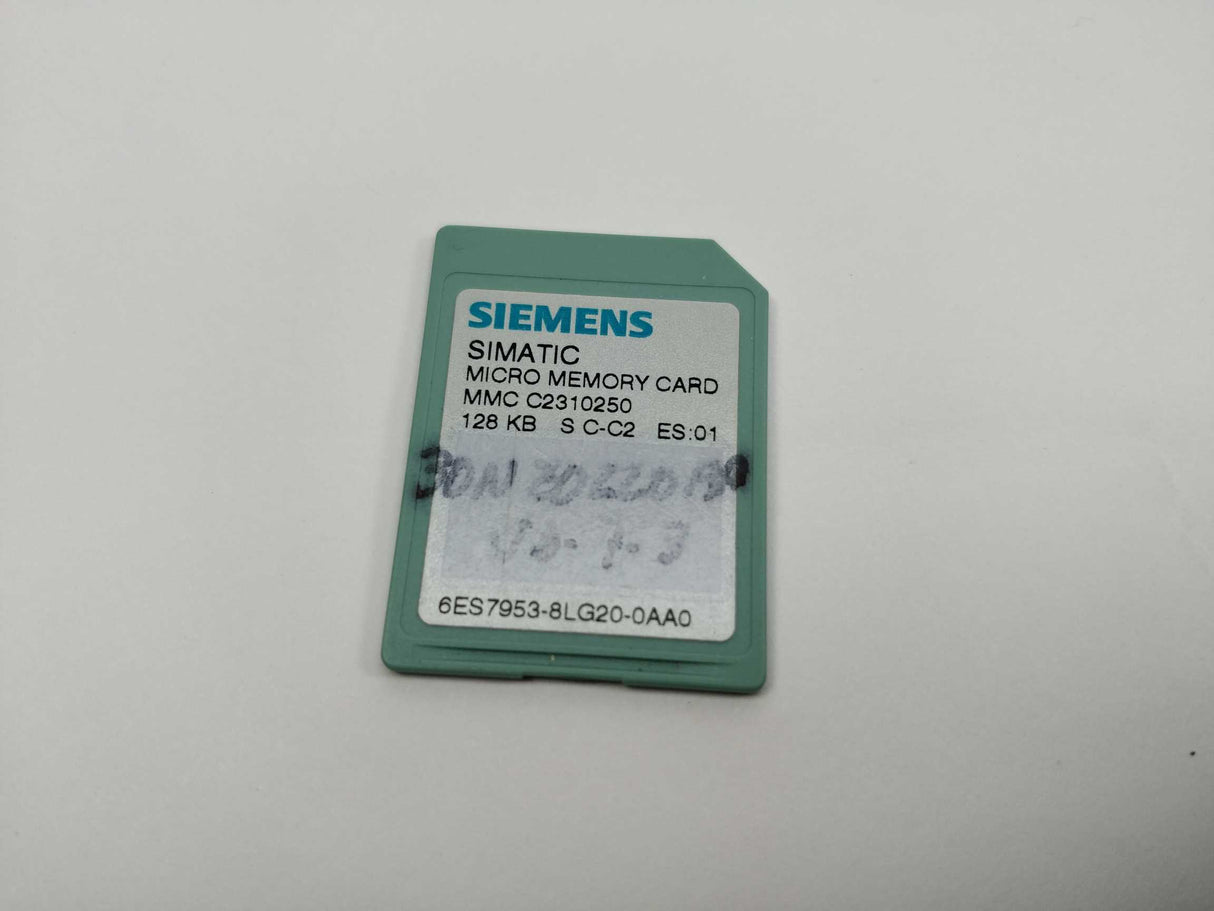 SIEMENS
SIMATIC
MICRO MEMORY CARD
MMC C2310250
128 KB S C-C2 ES:01
6ES7953-8LG20-0AA0